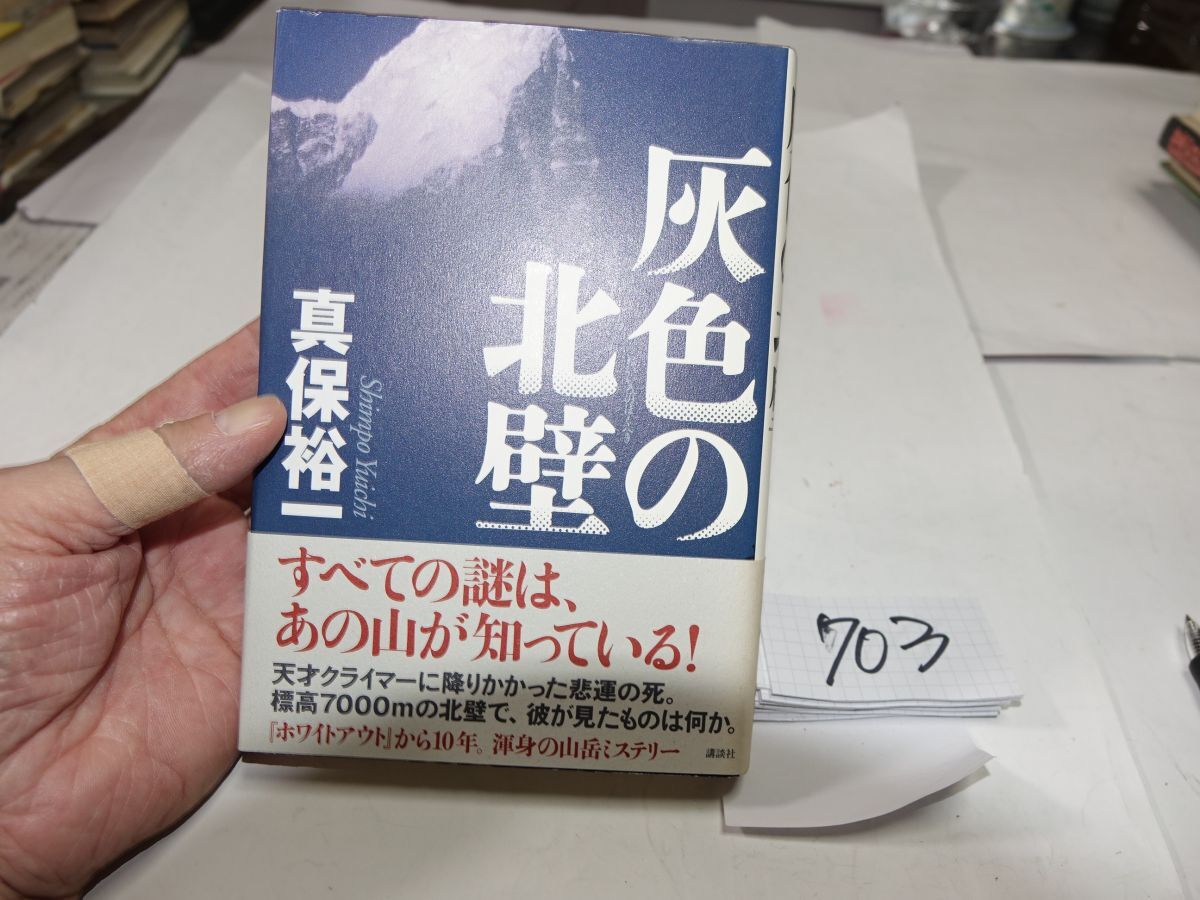 灰色の
北壁
真保裕一
Shimpo Yuichi
すべての謎は、
あの山が知っている!
天才クライマーに降りかかった悲運の死。
標高7000mの北壁で、彼が見たものは何か。
『ホワイトアウト』から10年。渾身の山岳ミステリー
講談社
703